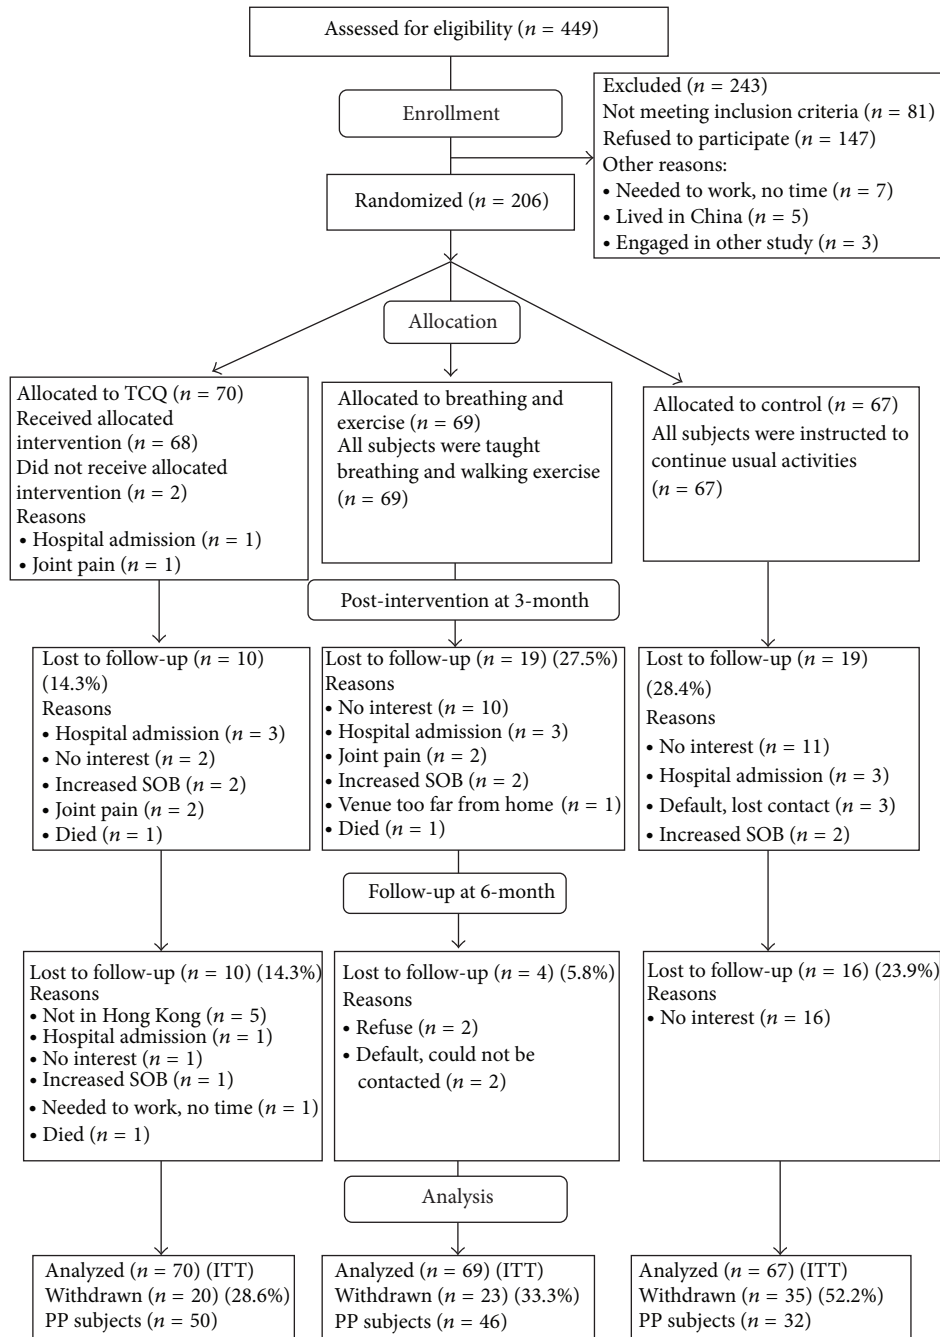 Assessed for eligibility (n = 449)
Enrollment
Excluded (n = 243)
Not meeting inclusion criteria (n = 81)
Refused to participate (n = 147)
Other reasons:
• Needed to work, no time (n = 7)
• Lived in China (n = 5)
• Engaged in other study (n = 3)
Randomized (n = 206)
Allocation
Allocated to TCQ (n = 70)
Received allocated
intervention (n = 68)
Did not receive allocated
intervention (n = 2)
Reasons
• Hospital admission (n = 1)
• Joint pain (n = 1)
Allocated to breathing and
exercise (n = 69)
All subjects were taught
breathing and walking exercise
(n = 69)
Allocated to control (n = 67)
All subjects were instructed to
continue usual activities
(n = 67)
Post-intervention at 3-month
Lost to follow-up (n = 10)
(14.3%)
Reasons
• Hospital admission (n = 3)
• No interest (n = 2)
• Increased SOB (n = 2)
• Joint pain (n = 2)
• Died (n = 1)
Lost to follow-up (n = 19) (27.5%)
Reasons
• No interest (n = 10)
• Hospital admission (n = 3)
• Joint pain (n = 2)
• Increased SOB (n = 2)
• Venue too far from home (n = 1)
• Died (n = 1)
Lost to follow-up (n = 19)
(28.4%)
Reasons
• No interest (n = 11)
• Hospital admission (n = 3)
• Default, lost contact (n = 3)
• Increased SOB (n = 2)
Follow-up at 6-month
Lost to follow-up (n = 10) (14.3%)
Reasons
• Not in Hong Kong (n = 5)
• Hospital admission (n = 1)
• No interest (n = 1)
• Increased SOB (n = 1)
• Needed to work, no time (n = 1)
• Died (n = 1)
Lost to follow-up (n = 4) (5.8%)
Reasons
• Refuse (n = 2)
• Default, could not be
contacted (n = 2)
Lost to follow-up (n = 16) (23.9%)
Reasons
• No interest (n = 16)
Analysis
Analyzed (n = 70) (ITT)
Withdrawn (n = 20) (28.6%)
PP subjects (n = 50)
Analyzed (n = 69) (ITT)
Withdrawn (n = 23) (33.3%)
PP subjects (n = 46)
Analyzed (n = 67) (ITT)
Withdrawn (n = 35) (52.2%)
PP subjects (n = 32)